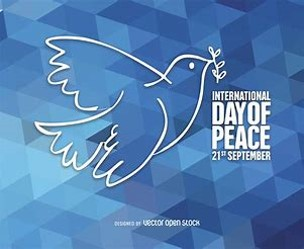 INTERNATIONAL
DAY OF
PEACE
21ST SEPTEMBER
DESIGNED BY vector open stock